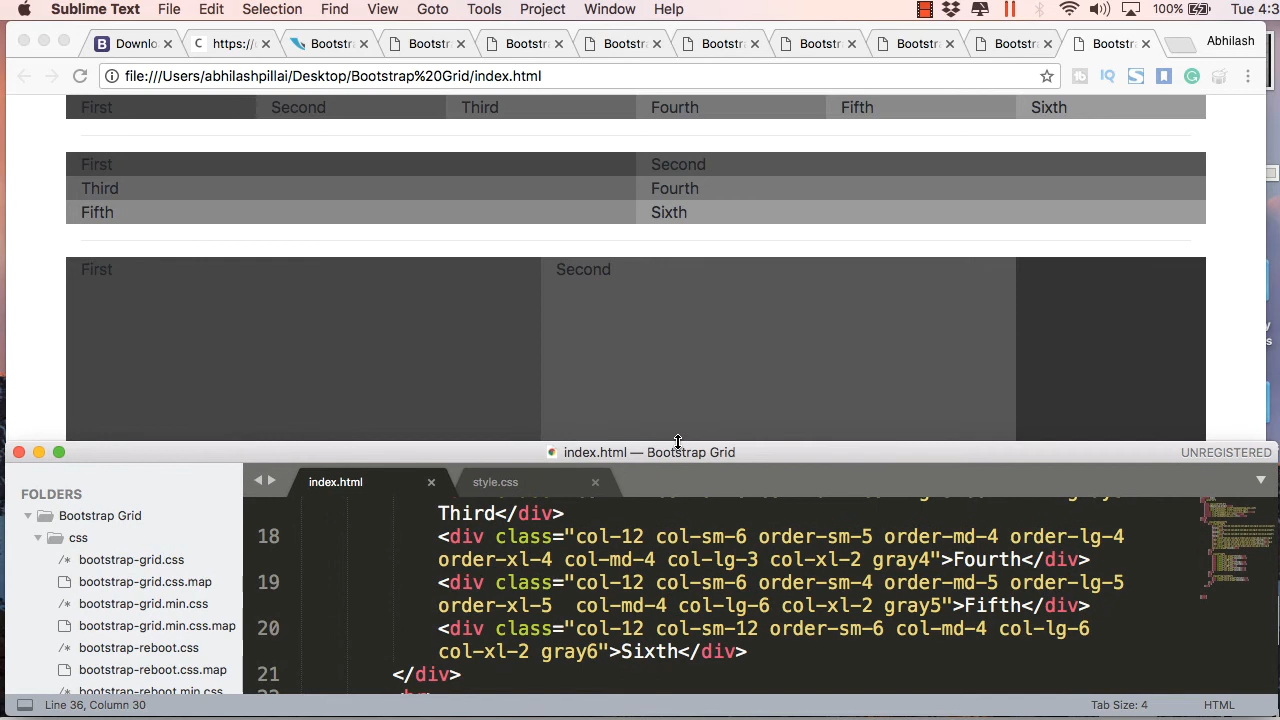 Sublime Text File Edit Selection Find View Goto Tools Project Window Help 100% Tue 4:3
Downlo https:// Bootstra Bootstr Bootstr Bootstra Bootstr Bootstr Bootstr Bootstr Bootstr Abhilash
file:///Users/abhilashpillai/Desktop/Bootstrap%20Grid/index.html
First Second Third Fourth Fifth Sixth
First Second
Third Fourth
Fifth Sixth
First Second
index.html — Bootstrap Grid UNREGISTERED
index.html style.css
FOLDERS
Bootstrap Grid
css
bootstrap-grid.css
bootstrap-grid.css.map
bootstrap-grid.min.css
bootstrap-grid.min.css.map
bootstrap-reboot.css
bootstrap-reboot.css.map
bootstrap-reboot.min.css
Third</div>
18 <div class="col-12 col-sm-6 order-sm-5 order-md-4 order-lg-4
order-xl-4 col-md-4 col-lg-3 col-xl-2 gray4">Fourth</div>
19 <div class="col-12 col-sm-6 order-sm-4 order-md-5 order-lg-5
order-xl-5  col-md-4 col-lg-6 col-xl-2 gray5">Fifth</div>
20 <div class="col-12 col-sm-12 order-sm-6 col-md-4 col-lg-6
col-xl-2 gray6">Sixth</div>
21 </div>
Line 36, Column 30 Tab Size: 4 HTML